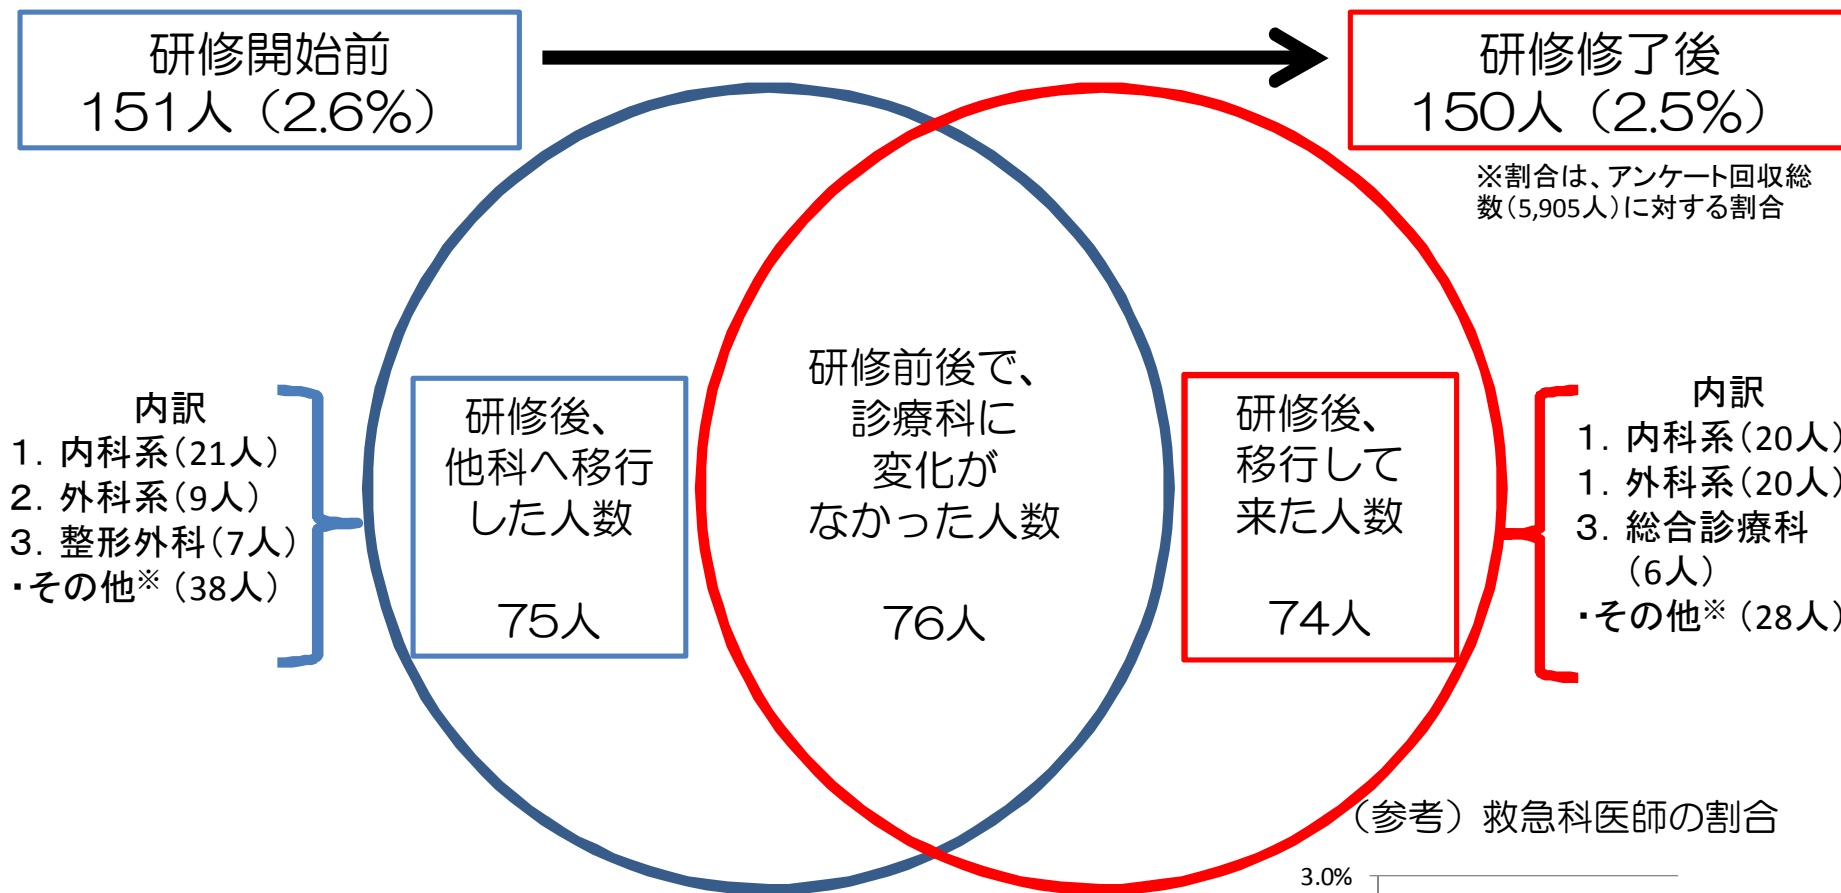 研修開始前
151人（2.6%）
研修修了後
150人（2.5%）
※割合は、アンケート回収総
数（5,905人）に対する割合
内訳
1. 内科系（21人）
2. 外科系（9人）
3. 整形外科（7人）
・その他※（38人）
研修後、
他科へ移行
した人数
75人
研修前後で、
診療科に
変化が
なかった人数
76人
研修後、
移行して
来た人数
74人
内訳
1. 内科系（20人）
1. 外科系（20人）
3. 総合診療科
（6人）
・その他※（28人）
（参考）救急科医師の割合
3.0%